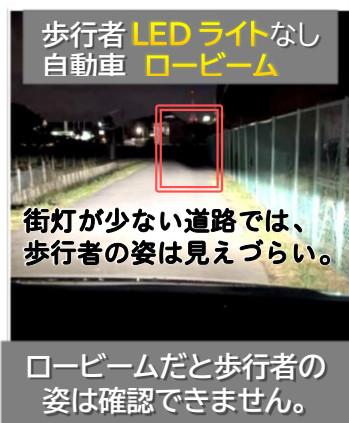 歩行者 LED ライトなし
自動車 ロービーム
街灯が少ない道路では、
歩行者の姿は見えづらい。
ロービームだと歩行者の
姿は確認できません。